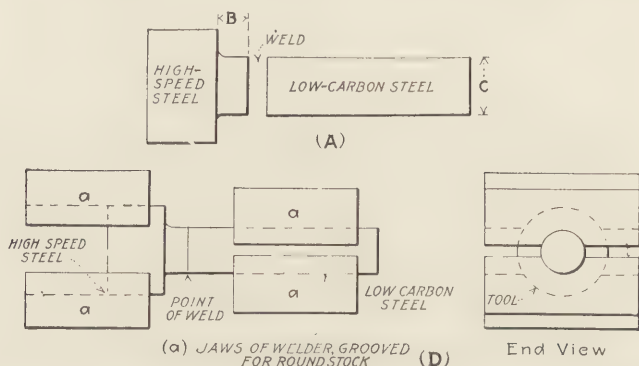 B
WELD
HIGH-
SPEED
STEEL
LOW-CARBON STEEL
C
(A)
a
a
HIGH SPEED
STEEL
a
a
POINT
OF WELD
LOW CARBON
STEEL
TOOL
(a) JAWS OF WELDER, GROOVED
FOR ROUND STOCK
(D)
End View